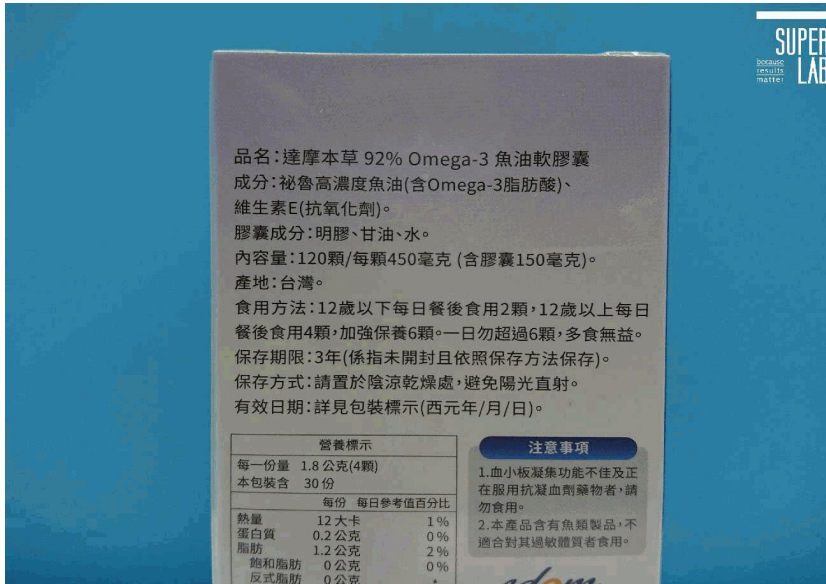 SUPER
LAB
because
results
matter
品名：達摩本草 92% Omega-3 魚油軟膠囊
成分：祕魯高濃度魚油(含Omega-3脂肪酸)、
維生素E(抗氧化劑)。
膠囊成分：明膠、甘油、水。
內容量：120顆/每顆450毫克 (含膠囊150毫克)。
產地：台灣。
食用方法：12歲以下每日餐後食用2顆，12歲以上每日
餐後食用4顆，加強保養6顆。一日勿超過6顆，多食無益。
保存期限：3年(係指未開封且依照保存方法保存)。
保存方式：請置於陰涼乾燥處，避免陽光直射。
有效日期：詳見包裝標示(西元年/月/日)。
營養標示
每一份量 1.8 公克(4顆)
本包裝含 30 份
每份 每日參考值百分比
熱量 12 大卡 1%
蛋白質 0.2 公克 0%
脂肪 1.2 公克 2%
飽和脂肪 0 公克 0%
反式脂肪 0 公克 *
注意事項
1.血小板凝集功能不佳及正
在服用抗凝血劑藥物者，請
勿食用。
2.本產品含有魚類製品，不
適合對其過敏體質者食用。